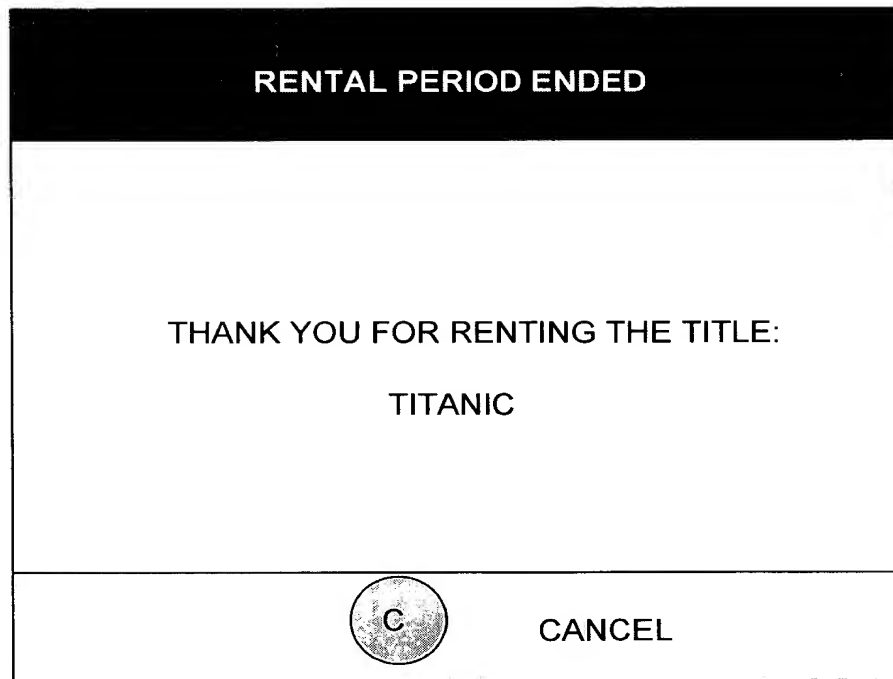 RENTAL PERIOD ENDED
THANK YOU FOR RENTING THE TITLE:
TITANIC
C CANCEL